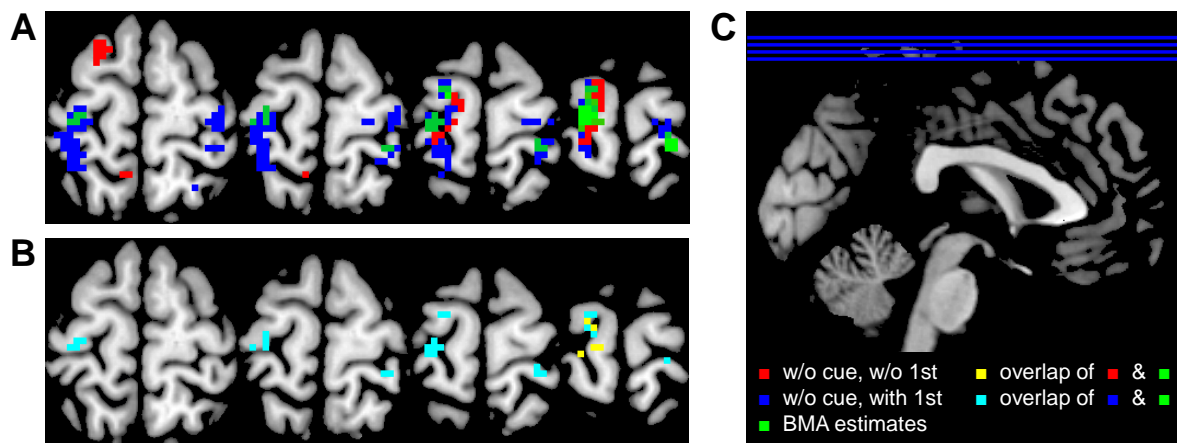 A
B
C
w/o cue, w/o 1st
overlap of & 
w/o cue, with 1st
overlap of & 
BMA estimates